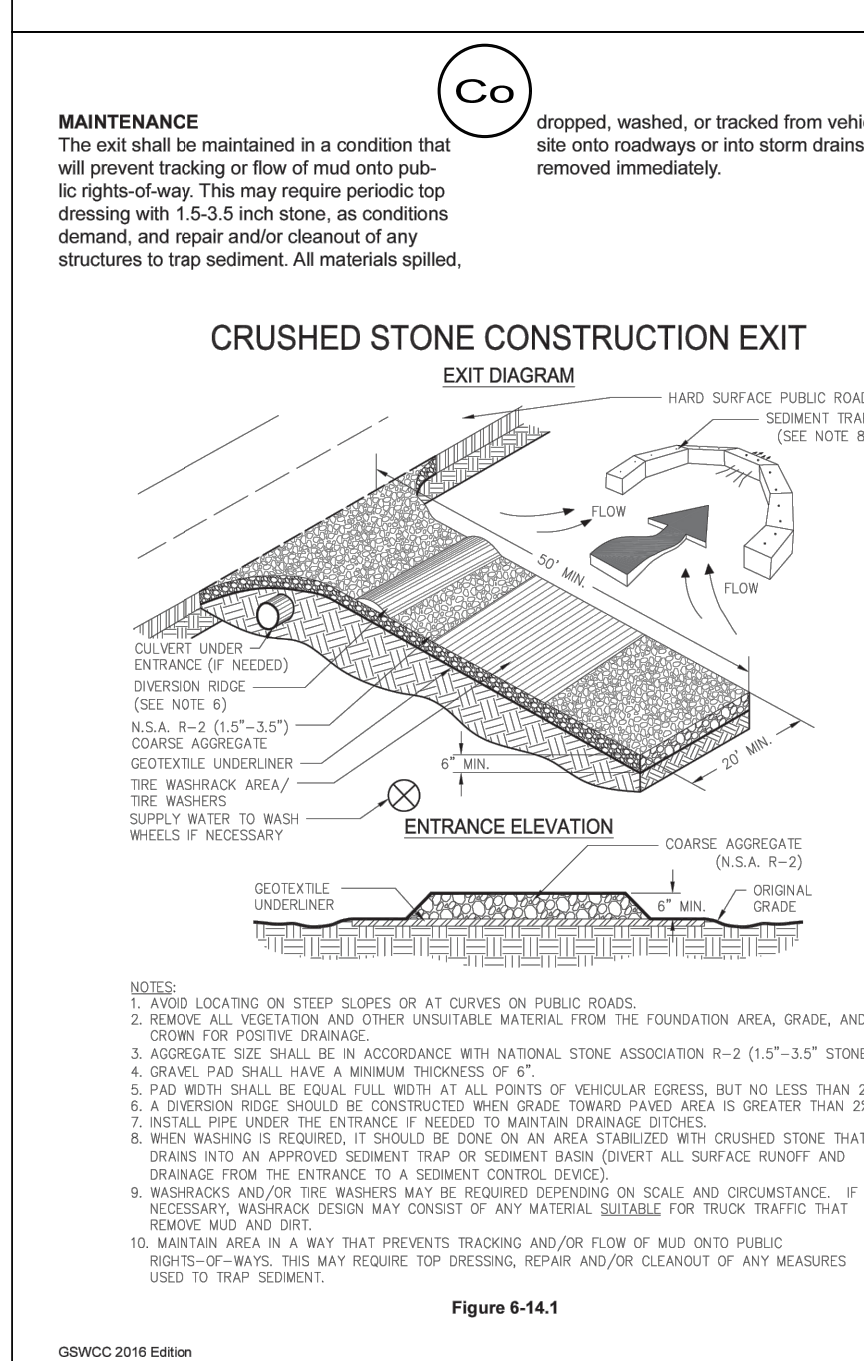 Co
MAINTENANCE
The exit shall be maintained in a condition that
will prevent tracking or flow of mud onto pub-
lic rights-of-way. This may require periodic top
dressing with 1.5-3.5 inch stone, as conditions
demand, and repair and/or cleanout of any
structures to trap sediment. All materials spilled,
dropped, washed, or tracked from
site onto roadways or into storm drains
removed immediately.
CRUSHED STONE CONSTRUCTION EXIT
EXIT DIAGRAM
HARD SURFACE PUBLIC
SEDIMENT
(SEE NOTE 8
FLOW
50' MIN.
FLOW
CULVERT UNDER
ENTRANCE (IF NEEDED)
DIVERSION RIDGE
(SEE NOTE 6)
N.S.A. R-2 (1.5"-3.5")
COARSE AGGREGATE
GEOTEXTILE UNDERLINER
TIRE WASHRACK AREA/
TIRE WASHERS
SUPPLY WATER TO WASH
WHEELS IF NECESSARY
6" MIN.
20' MIN.
ENTRANCE ELEVATION
COARSE AGGREGATE
(N.S.A. R-2)
GEOTEXTILE
UNDERLINER
6" MIN.
ORIGINAL
GRADE
NOTES:
1. AVOID LOCATING ON STEEP SLOPES OR AT CURVES ON PUBLIC ROADS.
2. REMOVE ALL VEGETATION AND OTHER UNSUITABLE MATERIAL FROM THE FOUNDATION AREA, GRADE, AND
CROWN FOR POSITIVE DRAINAGE.
3. AGGREGATE SIZE SHALL BE IN ACCORDANCE WITH NATIONAL STONE ASSOCIATION R-2 (1.5"-3.5" STONE
4. GRAVEL PAD SHALL HAVE A MINIMUM THICKNESS OF 6".
5. PAD WIDTH SHALL BE EQUAL FULL WIDTH AT ALL POINTS OF VEHICULAR EGRESS, BUT NO LESS THAN
6. A DIVERSION RIDGE SHOULD BE CONSTRUCTED WHEN GRADE TOWARD PAVED AREA IS GREATER THAN
7. INSTALL PIPE UNDER THE ENTRANCE IF NEEDED TO MAINTAIN DRAINAGE DITCHES.
8. WHEN WASHING IS REQUIRED, IT SHOULD BE DONE ON AN AREA STABILIZED WITH CRUSHED STONE THAT
DRAINS INTO AN APPROVED SEDIMENT TRAP OR SEDIMENT BASIN (DIVERT ALL SURFACE RUNOFF AND
DRAINAGE FROM THE ENTRANCE TO A SEDIMENT CONTROL DEVICE).
9. WASHRACKS AND/OR TIRE WASHERS MAY BE REQUIRED DEPENDING ON SCALE AND CIRCUMSTANCE. IF
NECESSARY, WASHRACK DESIGN MAY CONSIST OF ANY MATERIAL SUITABLE FOR TRUCK TRAFFIC THAT
REMOVE MUD AND DIRT.
10. MAINTAIN AREA IN A WAY THAT PREVENTS TRACKING AND/OR FLOW OF MUD ONTO PUBLIC
RIGHTS-OF-WAYS. THIS MAY REQUIRE TOP DRESSING, REPAIR AND/OR CLEANOUT OF ANY MEASURES
USED TO TRAP SEDIMENT.
Figure 6-14.1
GSWCC 2016 Edition